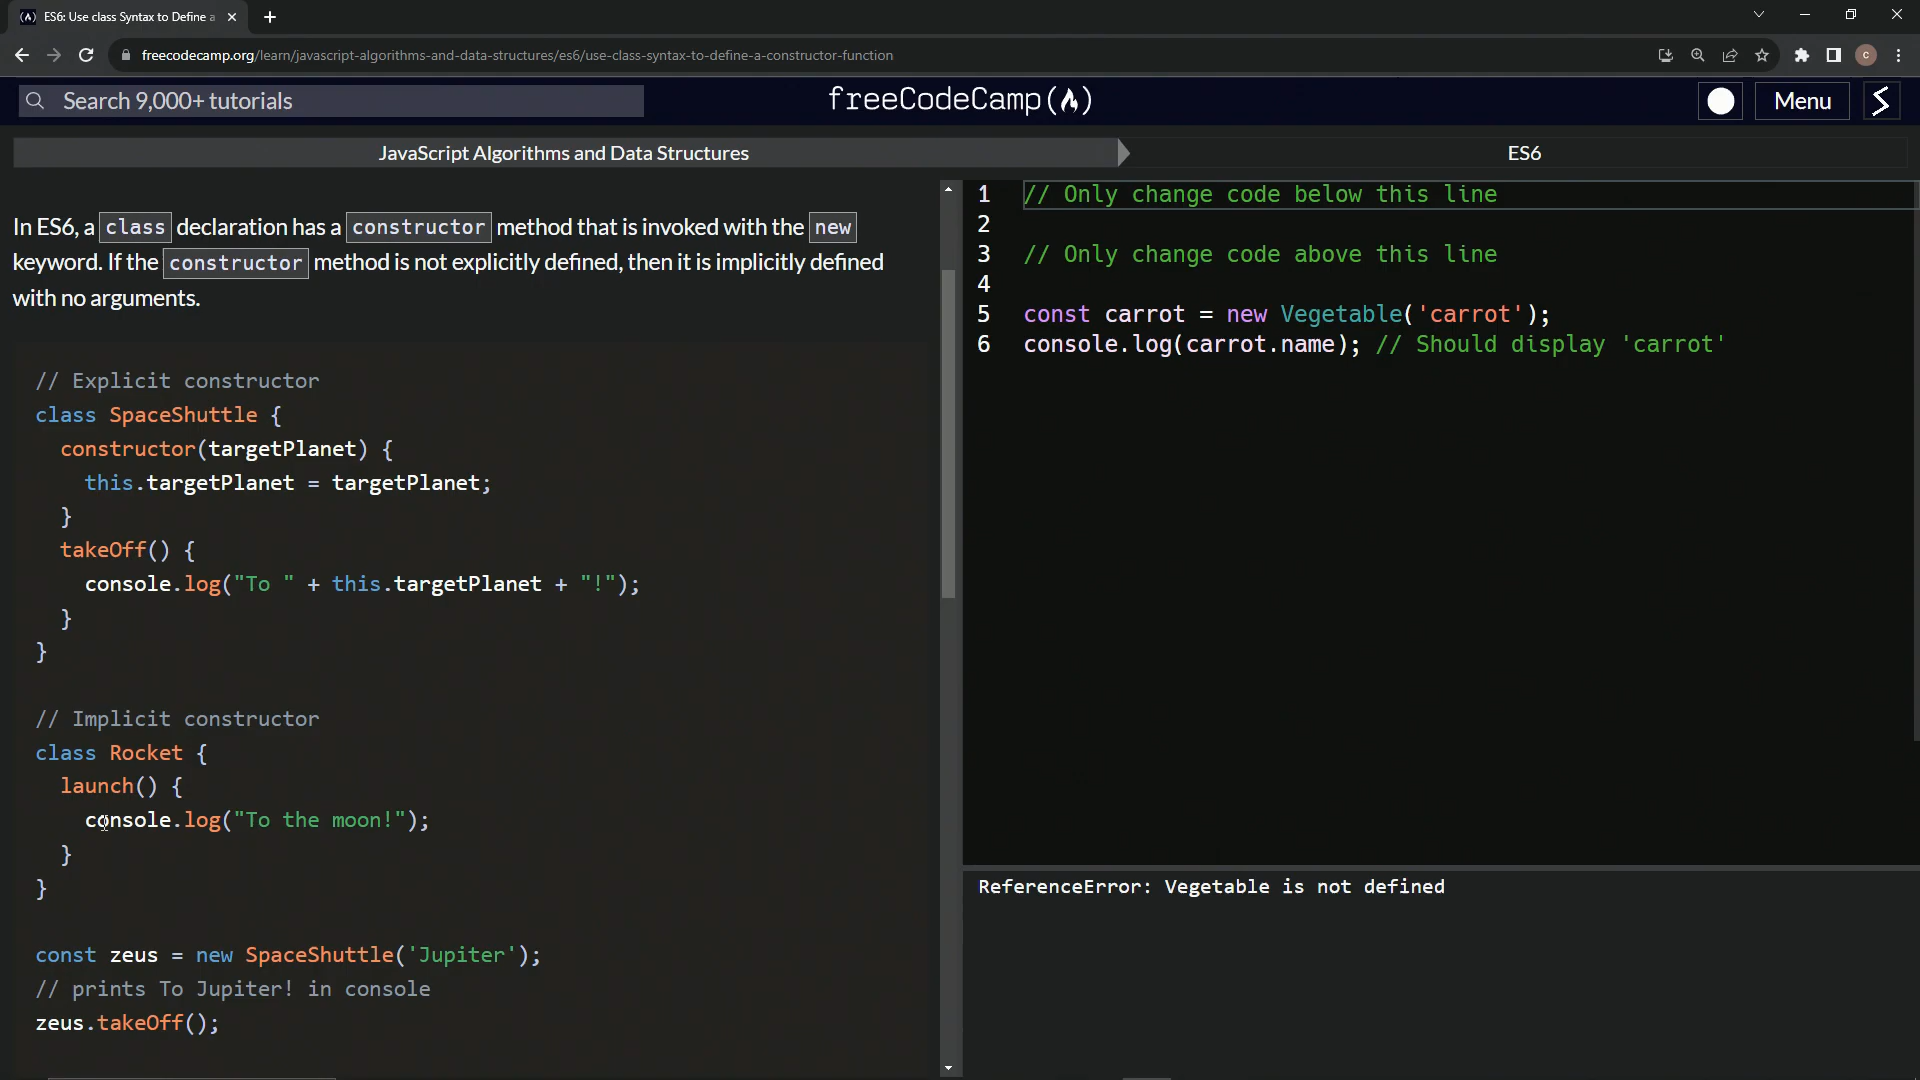 ES6: Use class Syntax to Define a
freecodecamp.org/learn/javascript-algorithms-and-data-structures/es6/use-class-syntax-to-define-a-constructor-function
c
Search 9,000+ tutorials
freeCodeCamp
Menu
JavaScript Algorithms and Data Structures
ES6
In ES6, a class declaration has a constructor method that is invoked with the new
keyword. If the constructor method is not explicitly defined, then it is implicitly defined
with no arguments.
// Explicit constructor
class SpaceShuttle {
constructor(targetPlanet) {
this.targetPlanet = targetPlanet;
}
takeOff() {
console.log("To " + this.targetPlanet + "!");
}
}
// Implicit constructor
class Rocket {
launch() {
console.log("To the moon!");
}
}
const zeus = new SpaceShuttle('Jupiter');
// prints To Jupiter! in console
zeus.takeOff();
1 // Only change code below this line
2
3 // Only change code above this line
4
5 const carrot = new Vegetable('carrot');
6 console.log(carrot.name); // Should display 'carrot'
ReferenceError: Vegetable is not defined